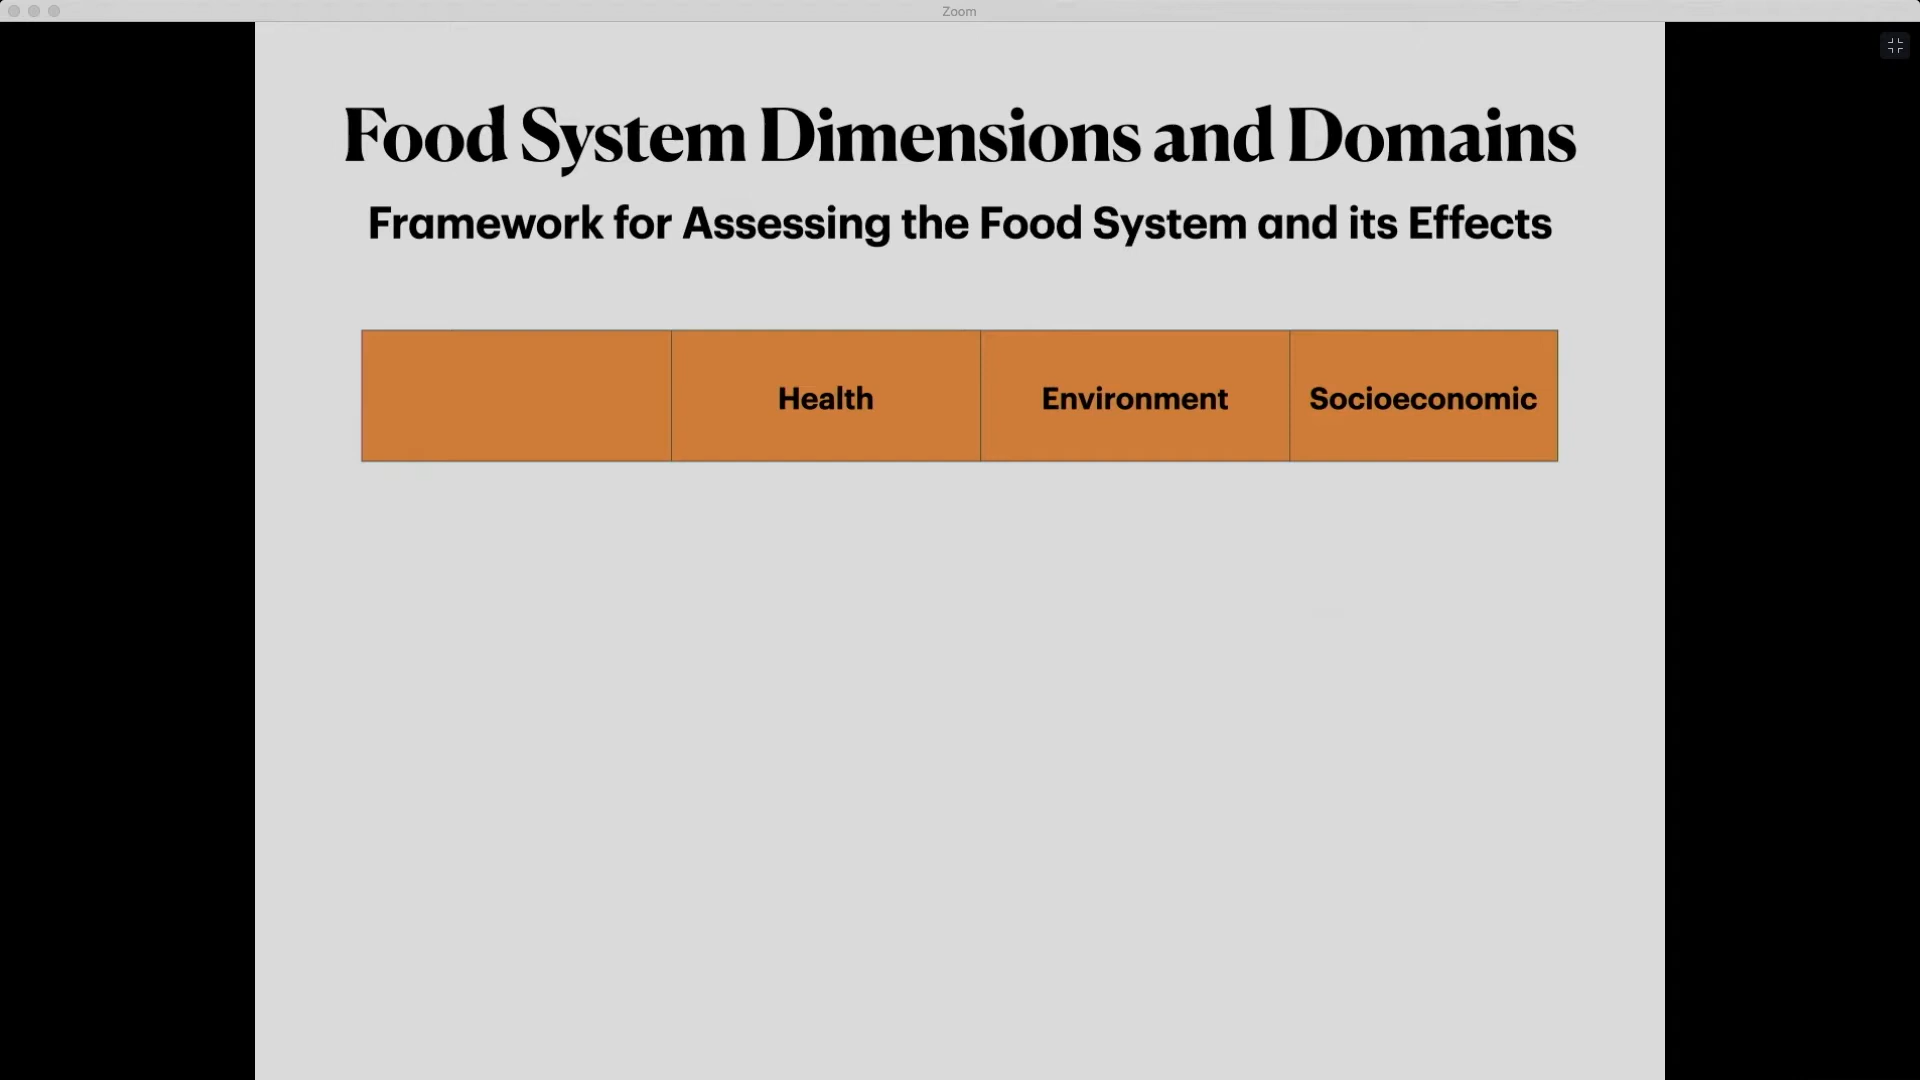 Zoom
Food System Dimensions and Domains
Framework for Assessing the Food System and its Effects
Health Environment Socioeconomic